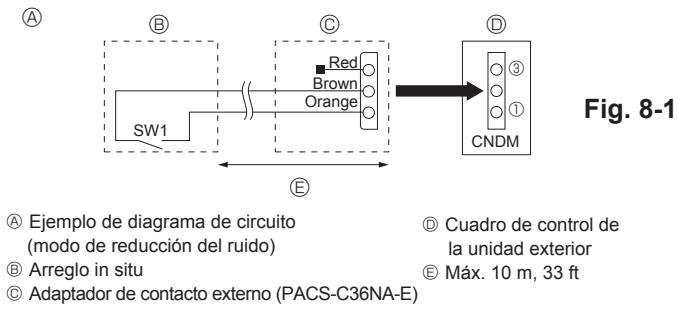 Ⓐ
Ⓑ
Ⓒ
Ⓓ
Red
Brown
Orange
SW1
③
①
CNDM
Fig. 8-1
Ⓔ
Ⓐ Ejemplo de diagrama de circuito
(modo de reducción del ruido)
Ⓑ Arreglo in situ
Ⓒ Adaptador de contacto externo (PACS-C36NA-E)
Ⓓ Cuadro de control de
la unidad exterior
Ⓔ Máx. 10 m, 33 ft